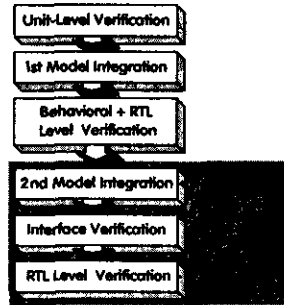 Unit-Level Verification
1st Model Integration
Behavioral + RTL
Level Verification
2nd Model Integration
Interface Verification
RTL Level Verification